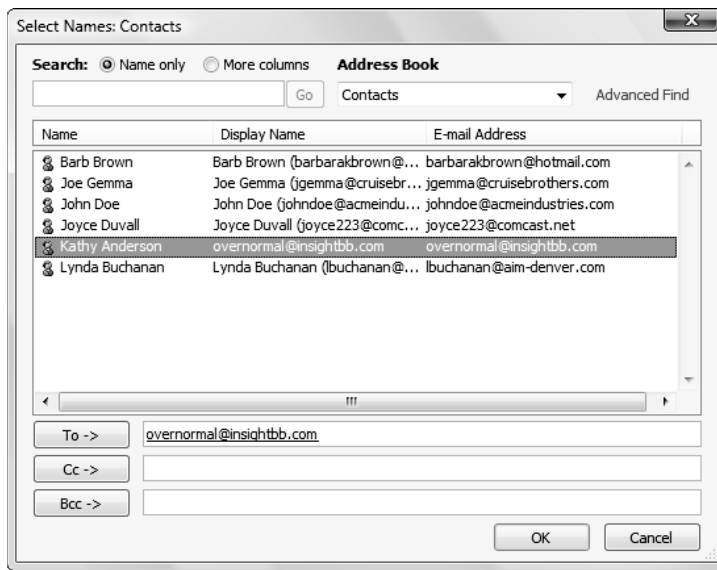 Select Names: Contacts
Search: Name only More columns Address Book
Go Contacts Advanced Find
Name Display Name E-mail Address
Barb Brown Barb Brown (barbarakbrown@... barbarakbrown@hotmail.com
Joe Gemma Joe Gemma (jgemma@cruisebr... jgemma@cruisebrothers.com
John Doe John Doe (johndoe@acmeindu... johndoe@acmeindustries.com
Joyce Duvall Joyce Duvall (joyce223@comc... joyce223@comcast.net
Kathy Anderson overnormal@insightbb.com overnormal@insightbb.com
Lynda Buchanan Lynda Buchanan (lbuchanan@... lbuchanan@aim-denver.com
To -> overnormal@insightbb.com
Cc ->
Bcc ->
OK Cancel